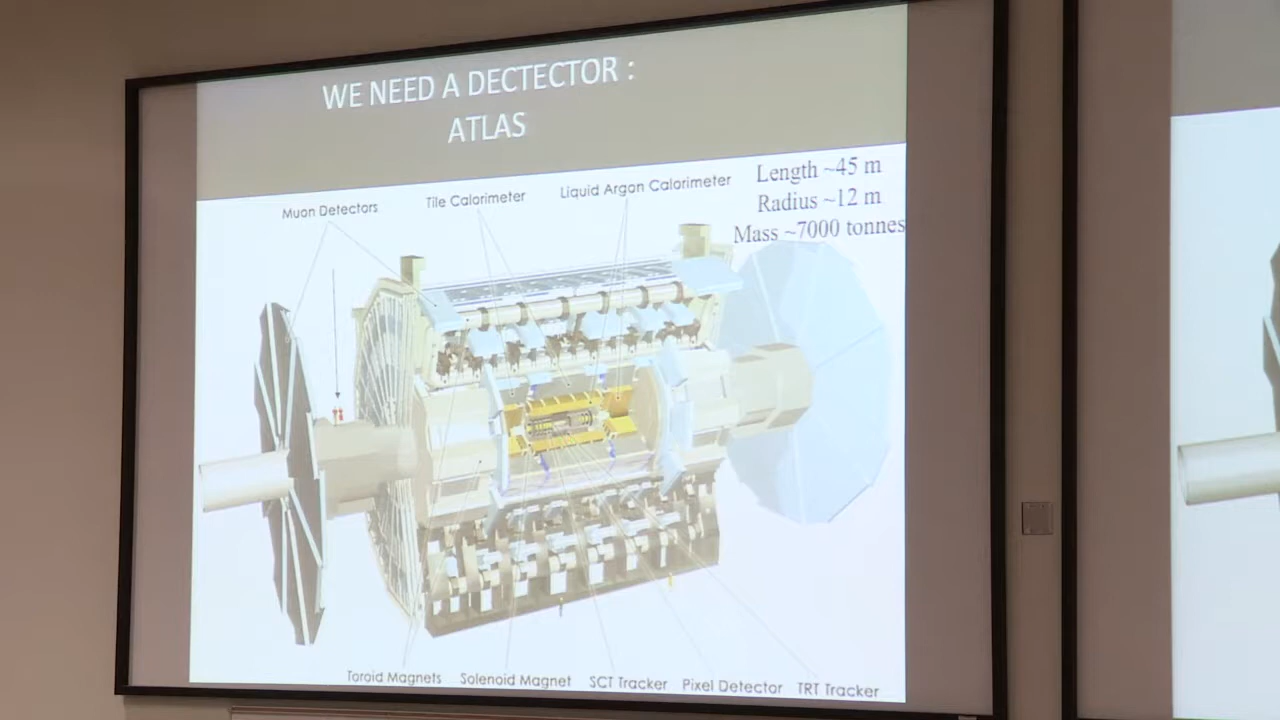 WE NEED A DECTECTOR :
ATLAS
Length ~45 m
Radius ~12 m
Mass ~7000 tonnes
Muon Detectors
Tile Calorimeter
Liquid Argon Calorimeter
Toroid Magnets
Solenoid Magnet
SCT Tracker
Pixel Detector
TRT Tracker